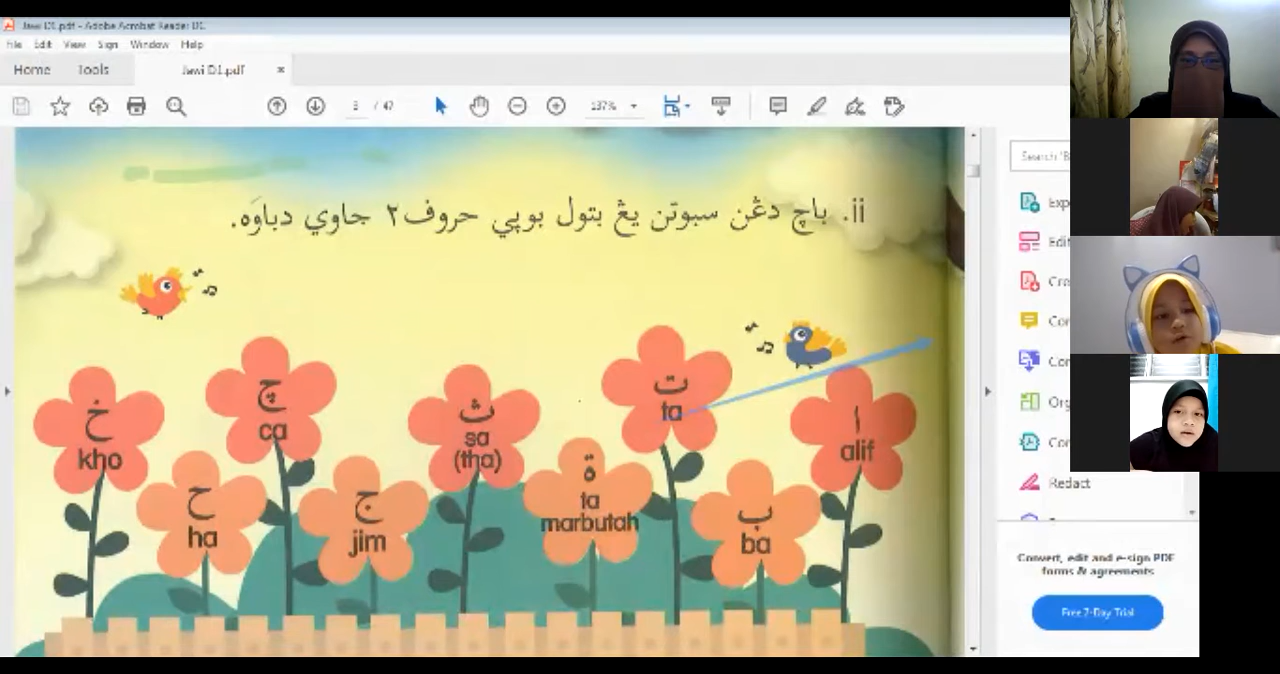 Jawi D1.pdf - Adobe Acrobat Reader DC
File Edit View Sign Window Help
Home Tools Jawi D1.pdf ×
3 / 47 137%
ii. باچ دڠن سبوتن يڠ بتول بوڽي حروف٢ جاوي دباوَه.
ا
alif
ب
ba
ت
ta
ة
ta
marbutah
ث
sa
(tha)
ج
jim
چ
ca
ح
ha
خ
kho
Search
Redact
Convert, edit and e-sign PDF
forms & agreements
Free 7-Day Trial